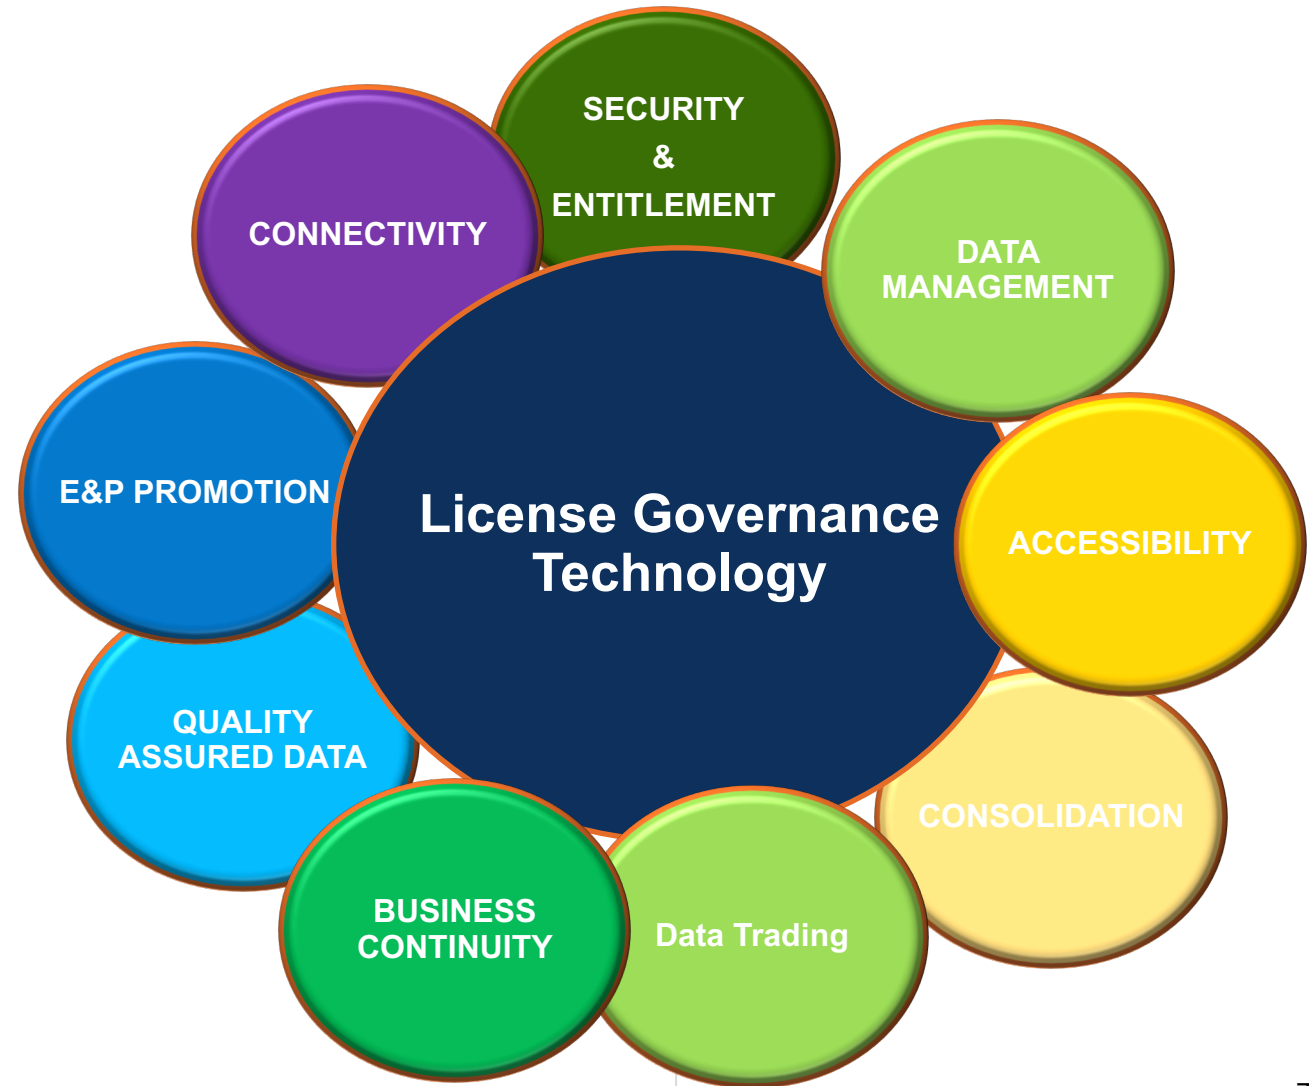 SECURITY
&
ENTITLEMENT
CONNECTIVITY
DATA
MANAGEMENT
E&P PROMOTION
License Governance
Technology
ACCESSIBILITY
QUALITY
ASSURED DATA
CONSOLIDATION
BUSINESS
CONTINUITY
Data Trading